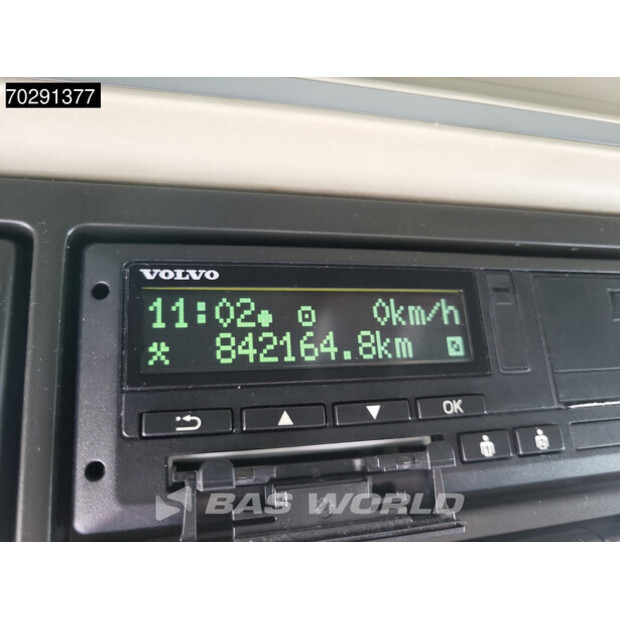 70291377
VOLVO
11:02 0km/h
842164.8km
OK
BAS WORLD